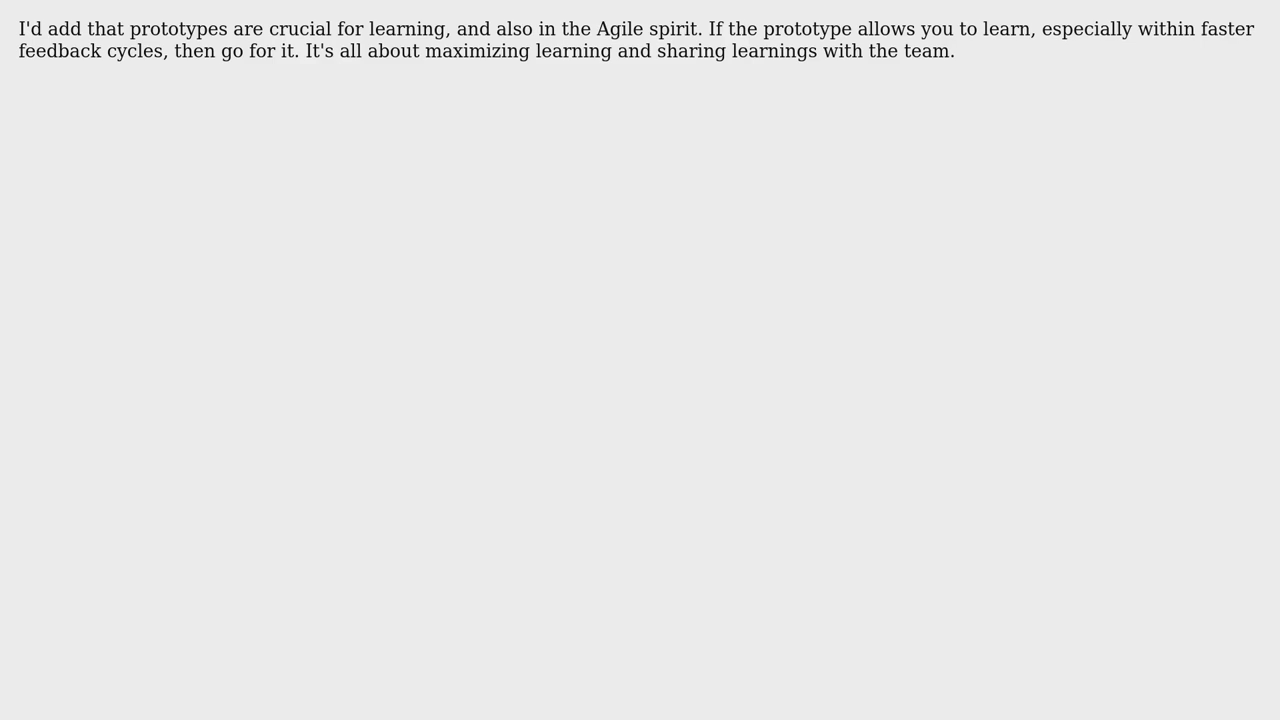 I'd add that prototypes are crucial for learning, and also in the Agile spirit. If the prototype allows you to learn, especially within faster
feedback cycles, then go for it. It's all about maximizing learning and sharing learnings with the team.